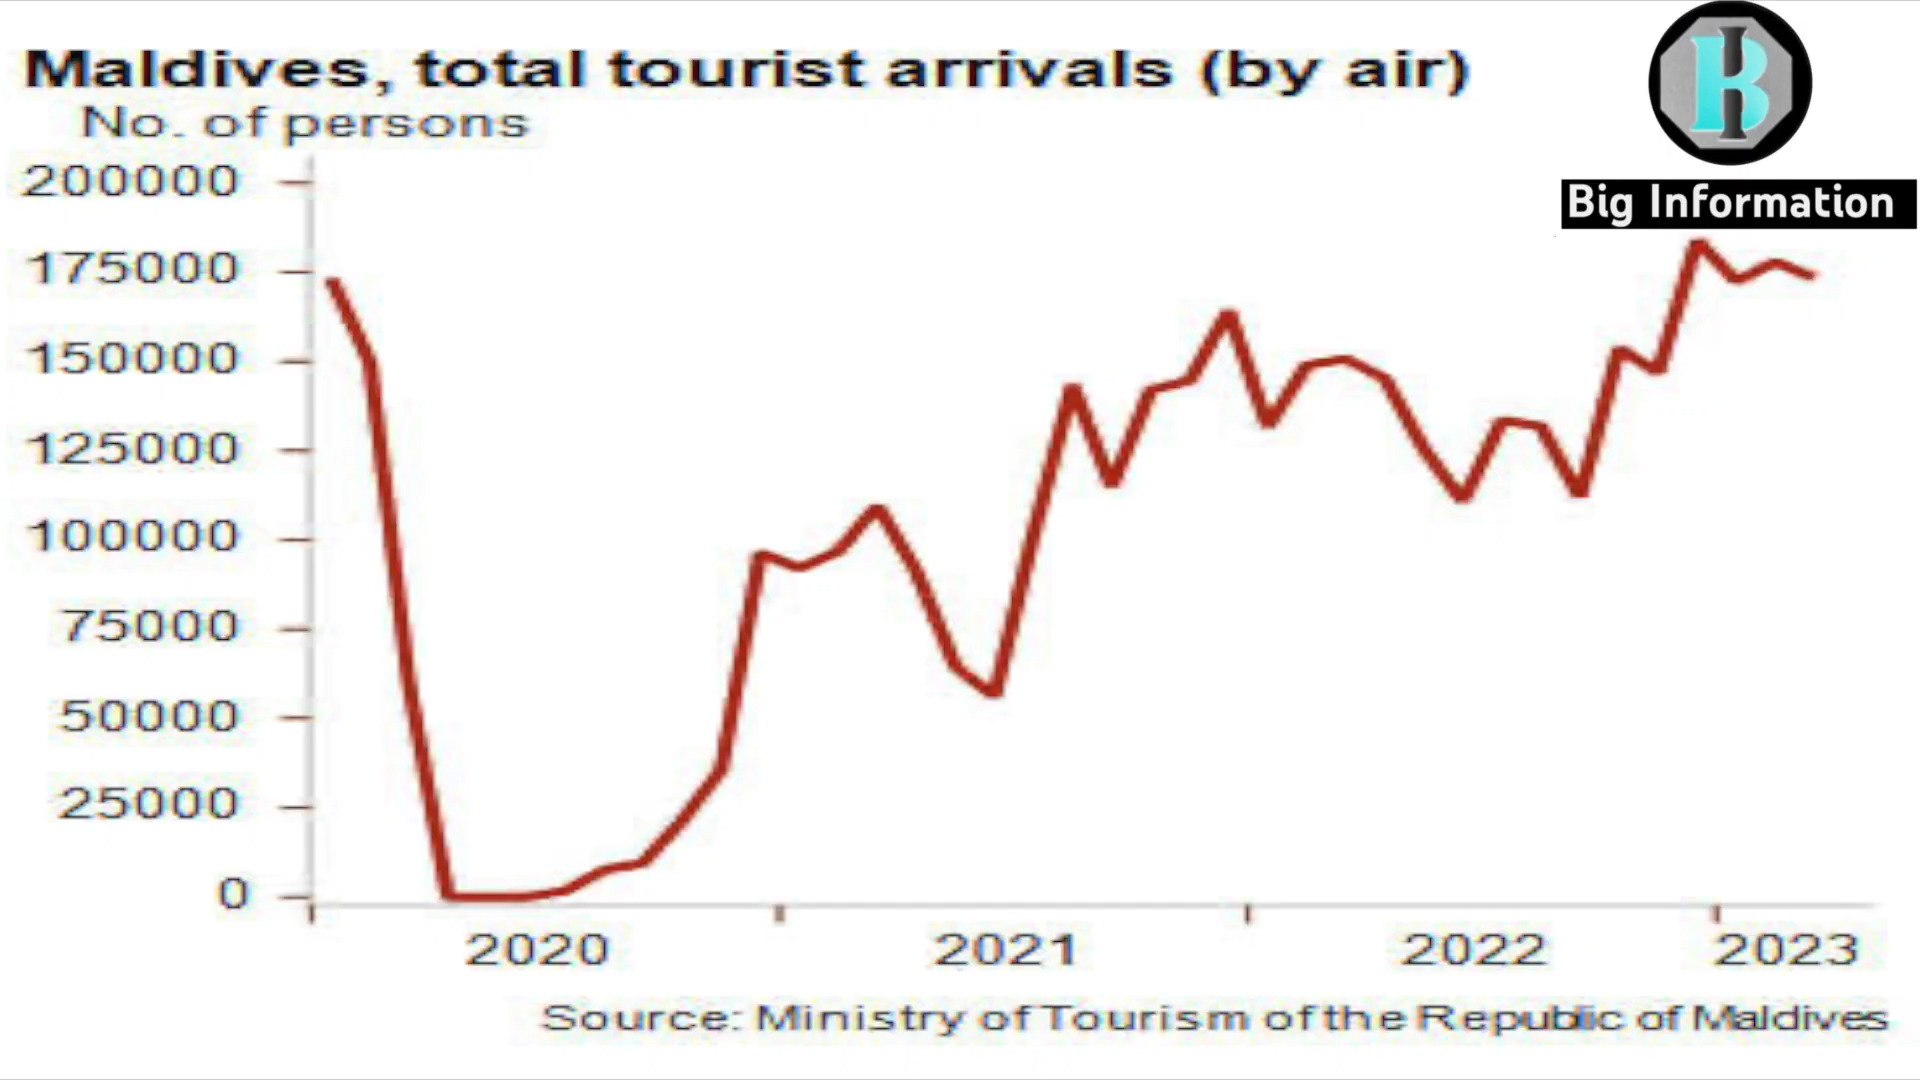 Maldives, total tourist arrivals (by air)
No. of persons
BI
Big Information
200000
175000
150000
125000
100000
75000
50000
25000
0
2020 2021 2022 2023
Source: Ministry of Tourism of the Republic of Maldives